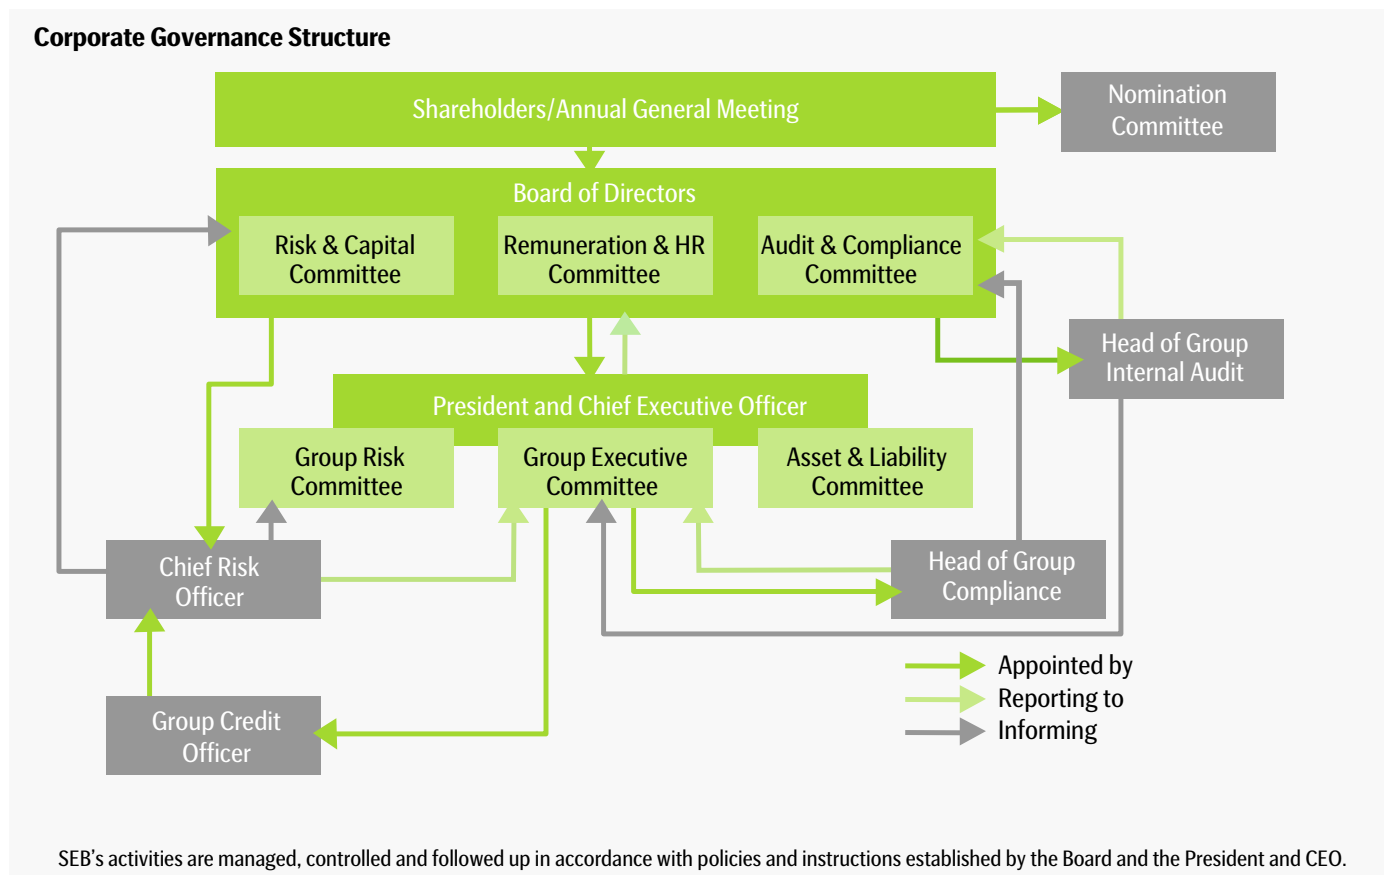 Corporate Governance Structure
Shareholders/Annual General Meeting
Nomination
Committee
Board of Directors
Risk & Capital
Committee
Remuneration & HR
Committee
Audit & Compliance
Committee
Head of Group
Internal Audit
President and Chief Executive Officer
Group Risk
Committee
Group Executive
Committee
Asset & Liability
Committee
Chief Risk
Officer
Head of Group
Compliance
Group Credit
Officer
Appointed by
Reporting to
Informing
SEB's activities are managed, controlled and followed up in accordance with policies and instructions established by the Board and the President and CEO.